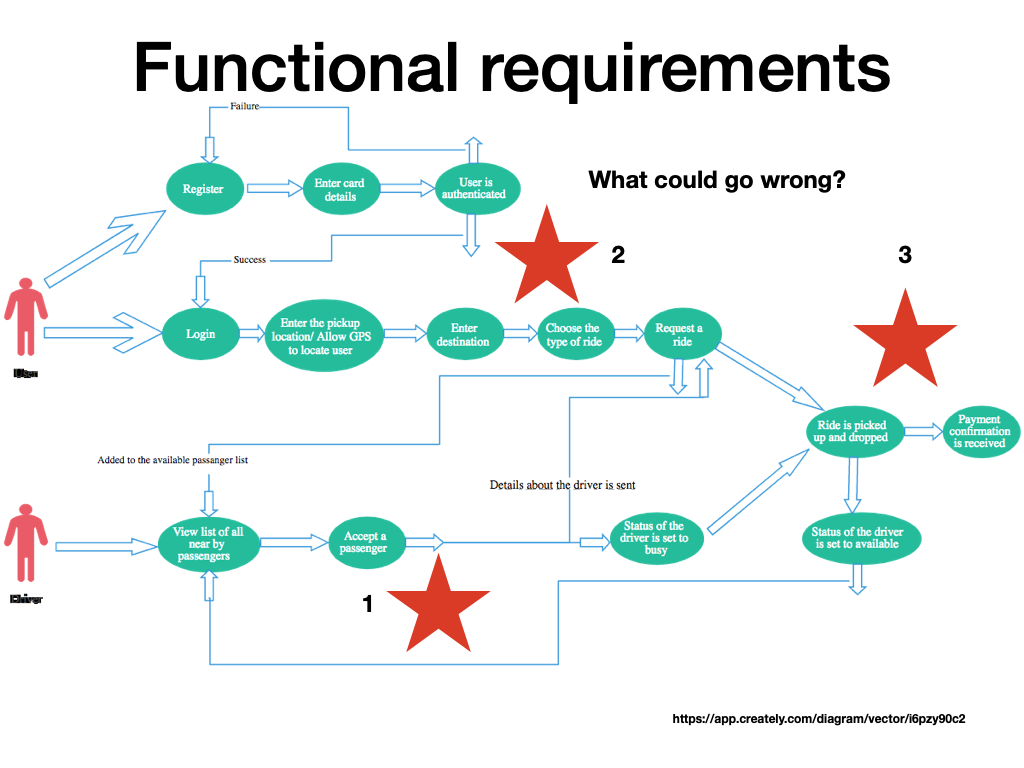 Functional requirements
Failure
Register
Enter card
details
User is
authenticated
What could go wrong?
Success
2
3
Login
Enter the pickup
location/ Allow GPS
to locate user
Enter
destination
Choose the
type of ride
Request a
ride
Ride is picked
up and dropped
Payment
confirmation
is received
Added to the available passanger list
Details about the driver is sent
View list of all
near by
passengers
Accept a
passenger
Status of the
driver is set to
busy
Status of the driver
is set to available
Driver
1
https://app.creately.com/diagram/vector/i6pzy90c2